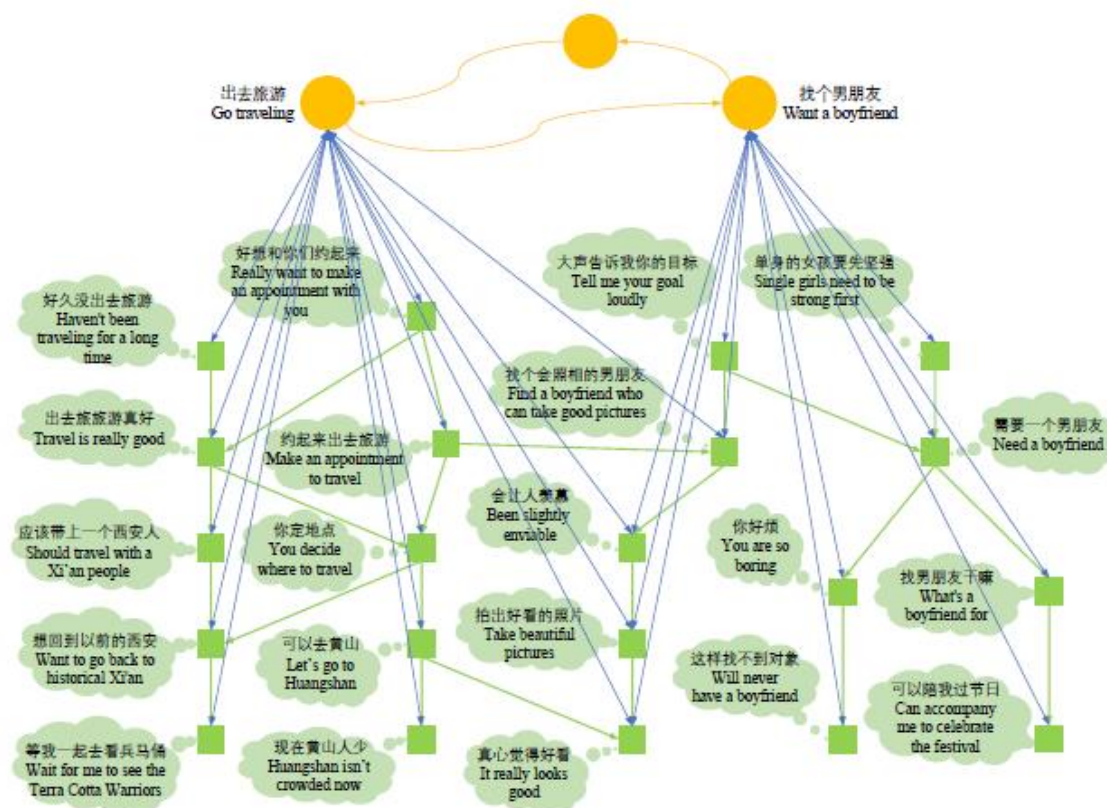 出去旅游
Go traveling
找个男朋友
Want a boyfriend
好想和你们约起来
Really want to make
an appointment with
you
大声告诉我你的目标
Tell me your goal
loudly
单身的女孩要先坚强
Single girls need to be
strong first
好久没出去旅游
Haven't been
traveling for a long
time
找个会照相的男朋友
Find a boyfriend who
can take good pictures
出去旅旅游真好
Travel is really good
约起来出去旅游
Make an appointment
to travel
需要一个男朋友
Need a boyfriend
应该带上一个西安人
Should travel with a
Xi'an people
你定地点
You decide
where to travel
会让人羡慕
Been slightly
enviable
你好烦
You are so
boring
找男朋友干嘛
What's a
boyfriend for
想回到以前的西安
Want to go back to
historical Xi'an
可以去黄山
Let's go to
Huangshan
拍出好看的照片
Take beautiful
pictures
这样找不到对象
Will never
have a boyfriend
可以陪我过节日
Can accompany
me to celebrate
the festival
等我一起去看兵马俑
Wait for me to see the
Terra Cotta Warriors
现在黄山人少
Huangshan isn't
crowded now
真心觉得好看
It really looks
good